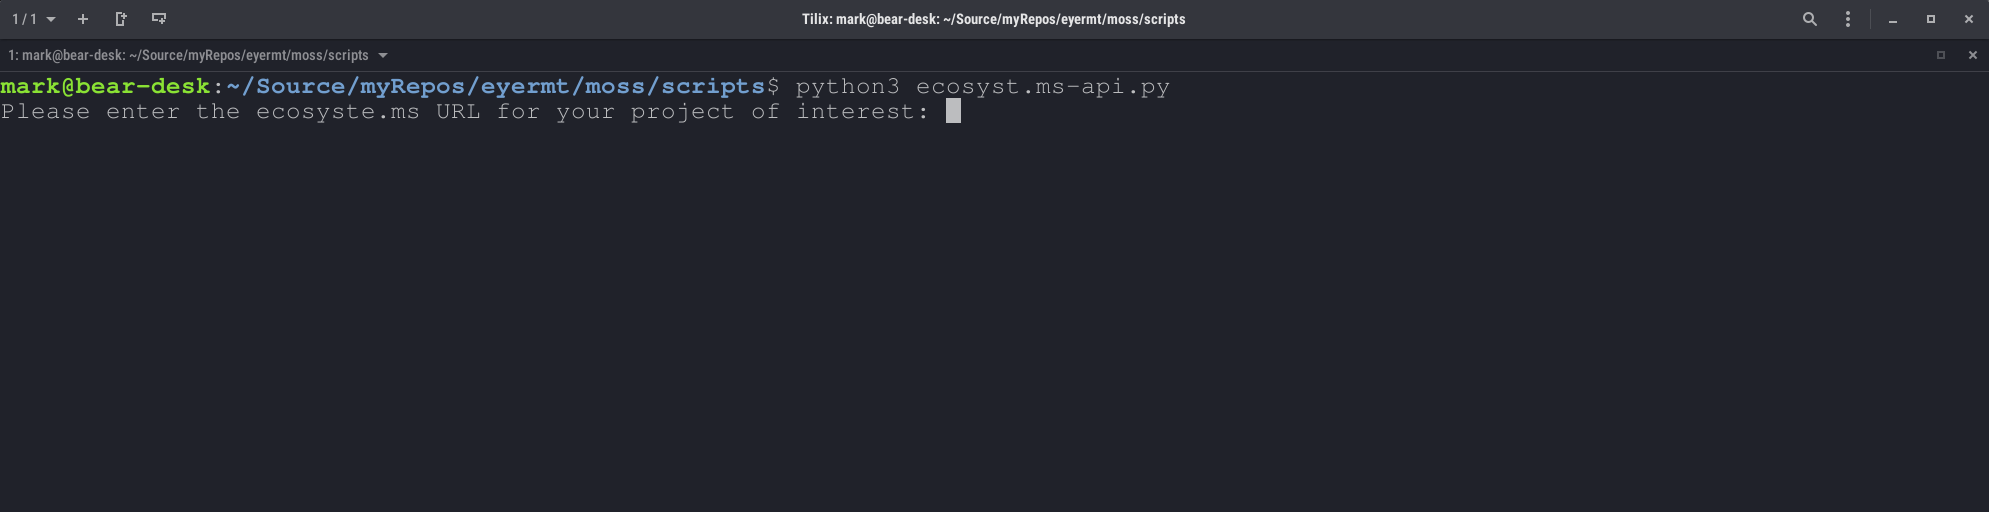 1 / 1
Tilix: mark@bear-desk: ~/Source/myRepos/eyermt/moss/scripts
1: mark@bear-desk: ~/Source/myRepos/eyermt/moss/scripts
mark@bear-desk:~/Source/myRepos/eyermt/moss/scripts$ python3 ecosyst.ms-api.py
Please enter the ecosyste.ms URL for your project of interest: